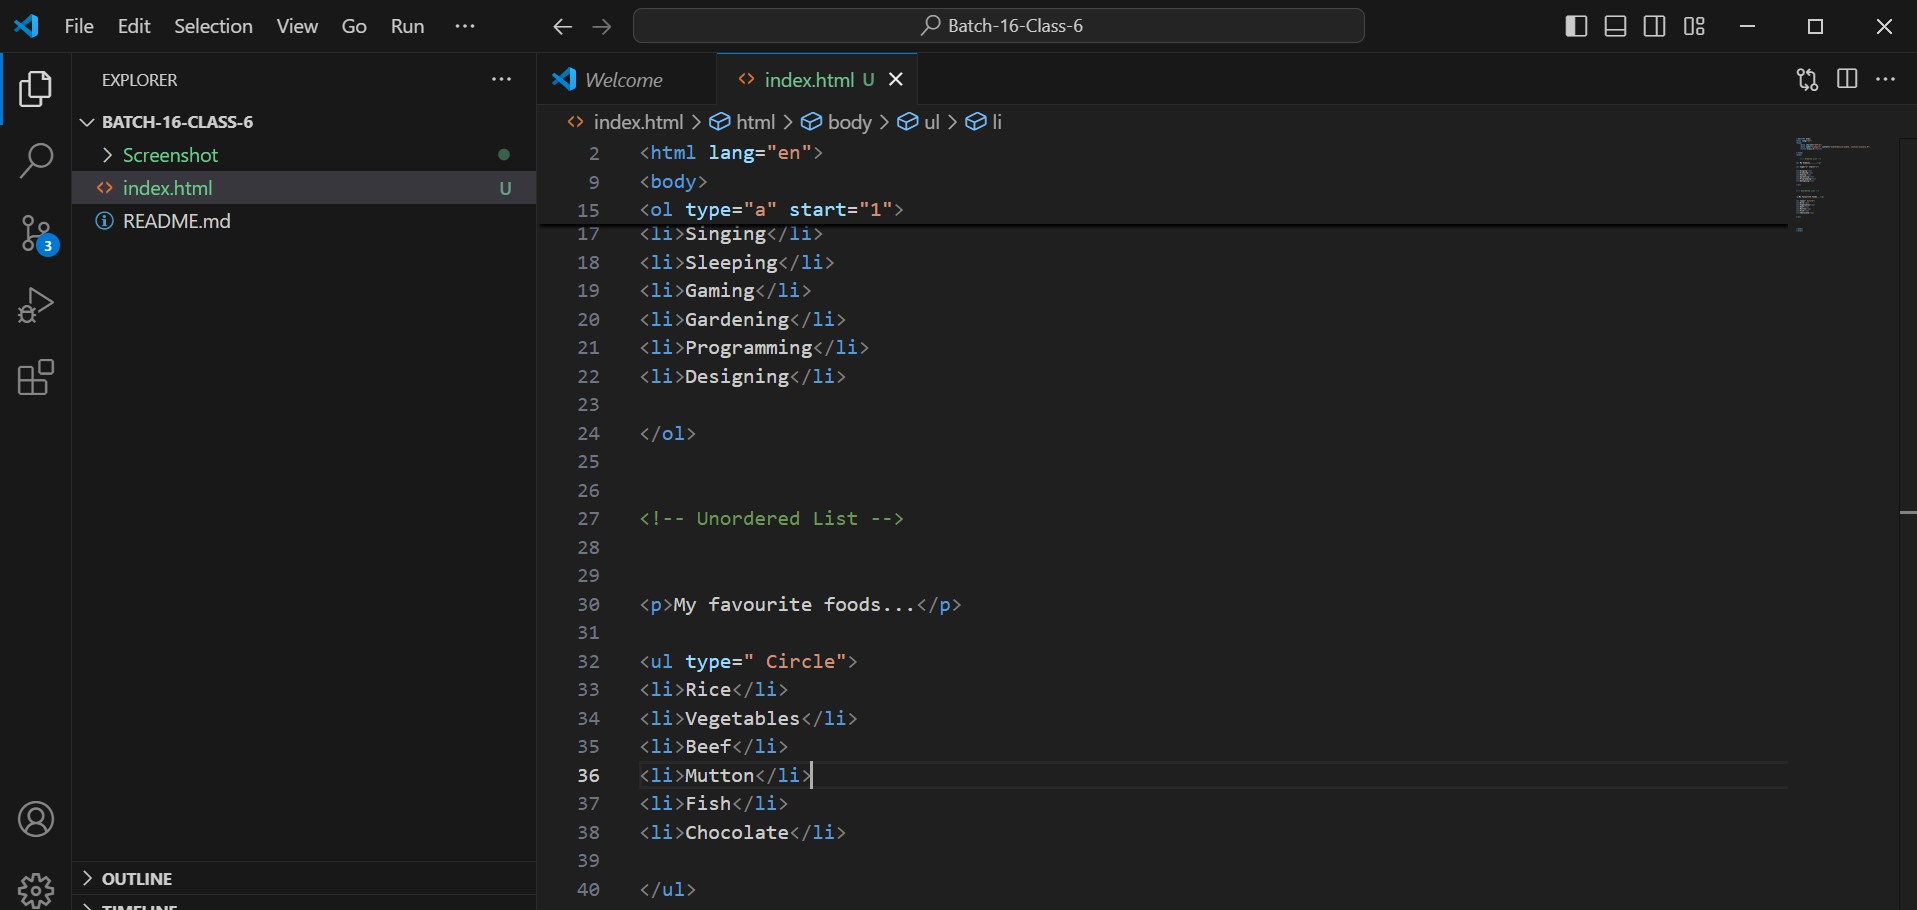 File Edit Selection View Go Run ···
Batch-16-Class-6
EXPLORER ···
BATCH-16-CLASS-6
Screenshot
index.html U
README.md
3
OUTLINE
TIMELINE
Welcome
index.html U
index.html > html > body > ul > li
2 <html lang="en">
9 <body>
15 <ol type="a" start="1">
17 <li>Singing</li>
18 <li>Sleeping</li>
19 <li>Gaming</li>
20 <li>Gardening</li>
21 <li>Programming</li>
22 <li>Designing</li>
23
24 </ol>
25
26
27 <!-- Unordered List -->
28
29
30 <p>My favourite foods...</p>
31
32 <ul type=" Circle">
33 <li>Rice</li>
34 <li>Vegetables</li>
35 <li>Beef</li>
36 <li>Mutton</li>
37 <li>Fish</li>
38 <li>Chocolate</li>
39
40 </ul>